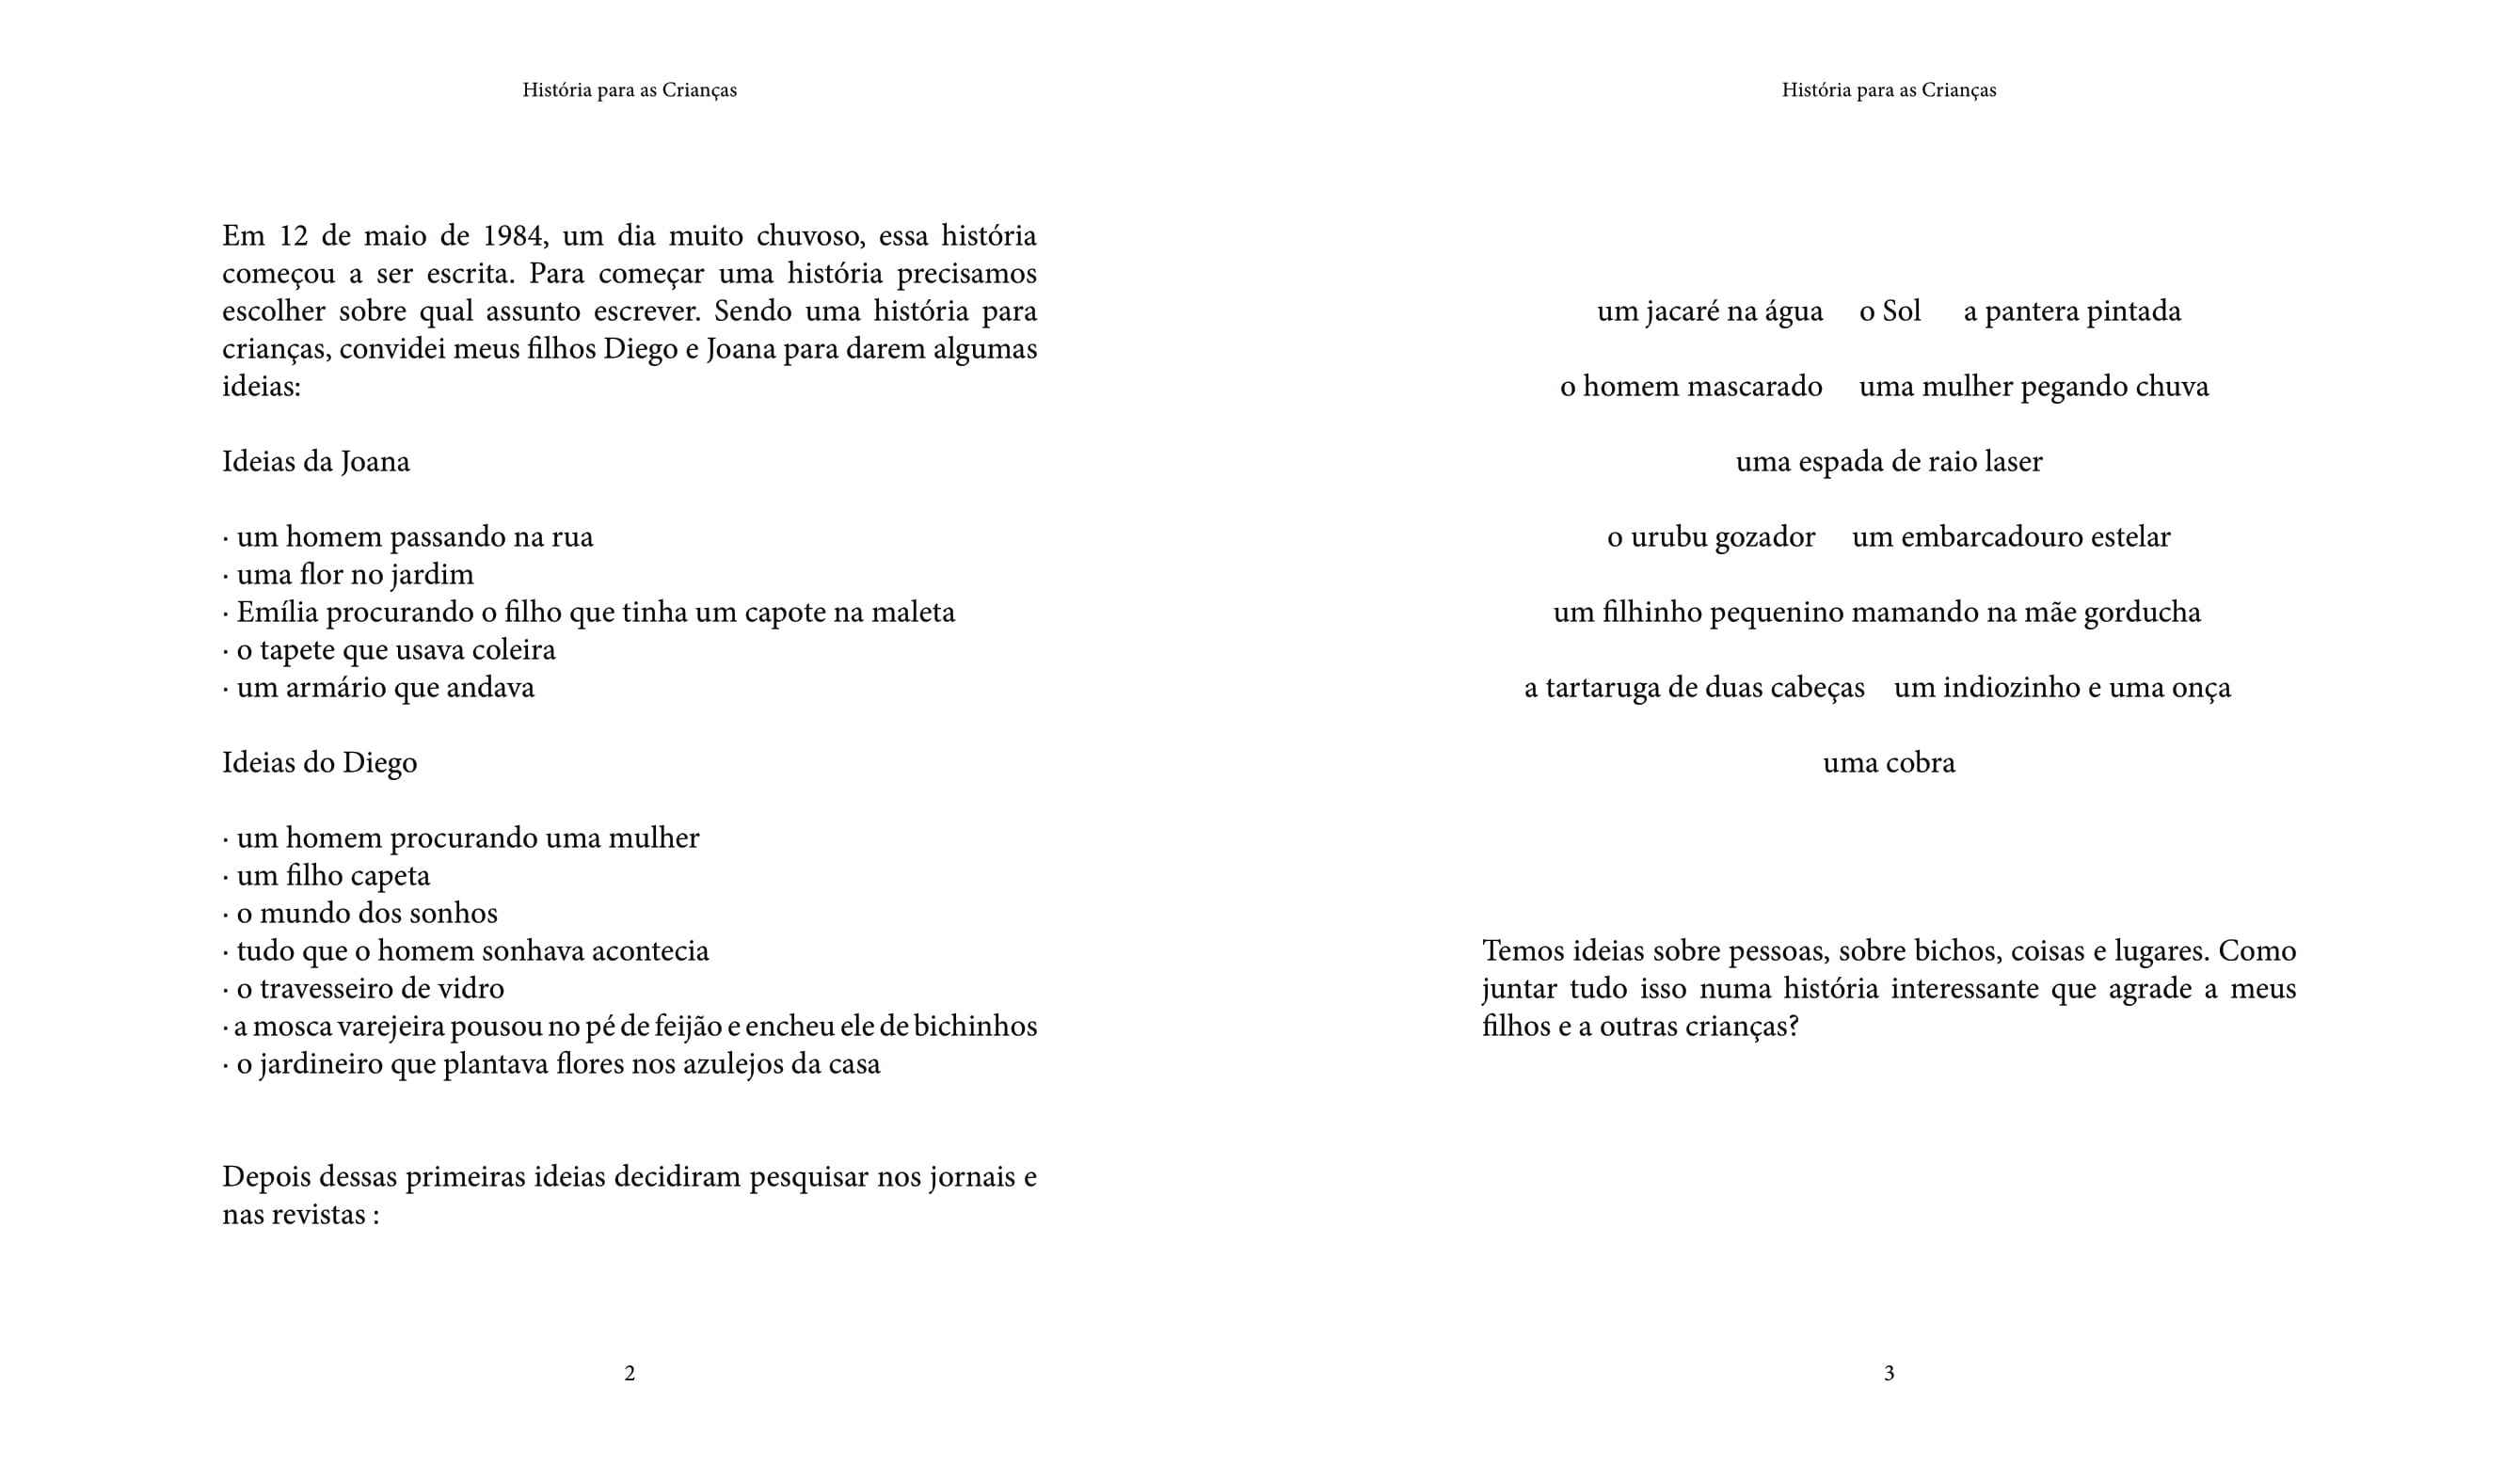 História para as Crianças
Em 12 de maio de 1984, um dia muito chuvoso, essa história
começou a ser escrita. Para começar uma história precisamos
escolher sobre qual assunto escrever. Sendo uma história para
crianças, convidei meus filhos Diego e Joana para darem algumas
ideias:
Ideias da Joana
· um homem passando na rua
· uma flor no jardim
· Emília procurando o filho que tinha um capote na maleta
· o tapete que usava coleira
· um armário que andava
Ideias do Diego
· um homem procurando uma mulher
· um filho capeta
· o mundo dos sonhos
· tudo que o homem sonhava acontecia
· o travesseiro de vidro
· a mosca varejeira pousou no pé de feijão e encheu ele de bichinhos
· o jardineiro que plantava flores nos azulejos da casa
Depois dessas primeiras ideias decidiram pesquisar nos jornais e
nas revistas :
2
História para as Crianças
um jacaré na água o Sol a pantera pintada
o homem mascarado uma mulher pegando chuva
uma espada de raio laser
o urubu gozador um embarcadouro estelar
um filhinho pequenino mamando na mãe gorducha
a tartaruga de duas cabeças um indiozinho e uma onça
uma cobra
Temos ideias sobre pessoas, sobre bichos, coisas e lugares. Como
juntar tudo isso numa história interessante que agrade a meus
filhos e a outras crianças?
3